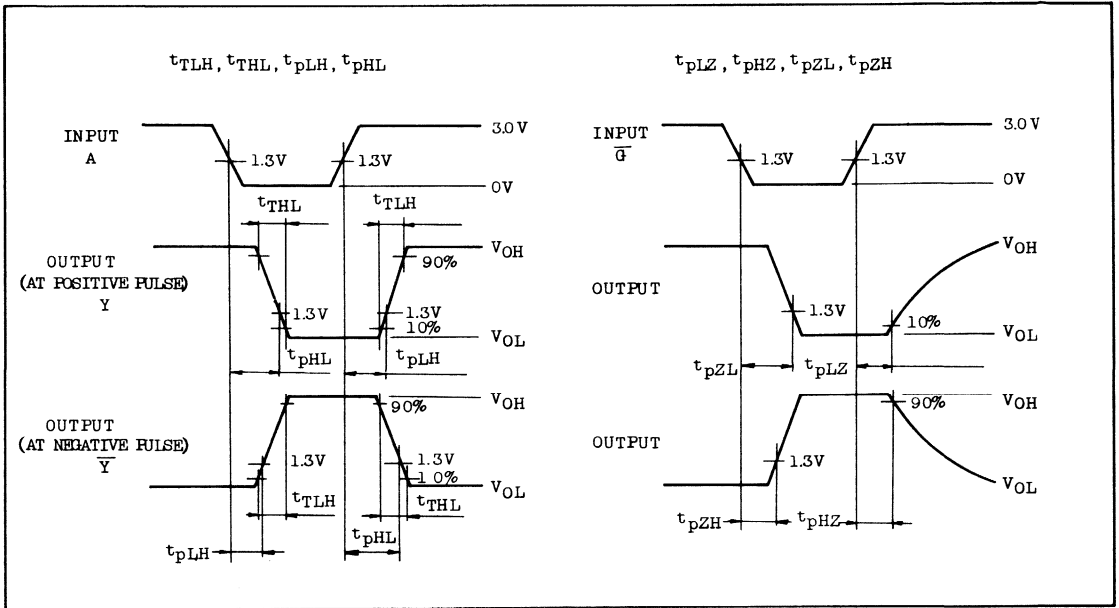 tTLH, tTHL, tpLH, tpHL
INPUT
A
3.0V
1.3V
1.3V
0V
tTHL
tTLH
OUTPUT
(AT POSITIVE PULSE)
Y
VOH
90%
1.3V
1.3V
10%
VOL
tpHL
tpLH
OUTPUT
(AT NEGATIVE PULSE)
Y̅
VOH
90%
1.3V
1.3V
10%
VOL
tTLH
tTHL
tpLH
tpHL
tpLZ, tpHZ, tpZL, tpZH
INPUT
G̅
3.0V
1.3V
1.3V
0V
OUTPUT
VOH
1.3V
10%
VOL
tpZL
tpLZ
OUTPUT
VOH
90%
1.3V
VOL
tpZH
tpHZ